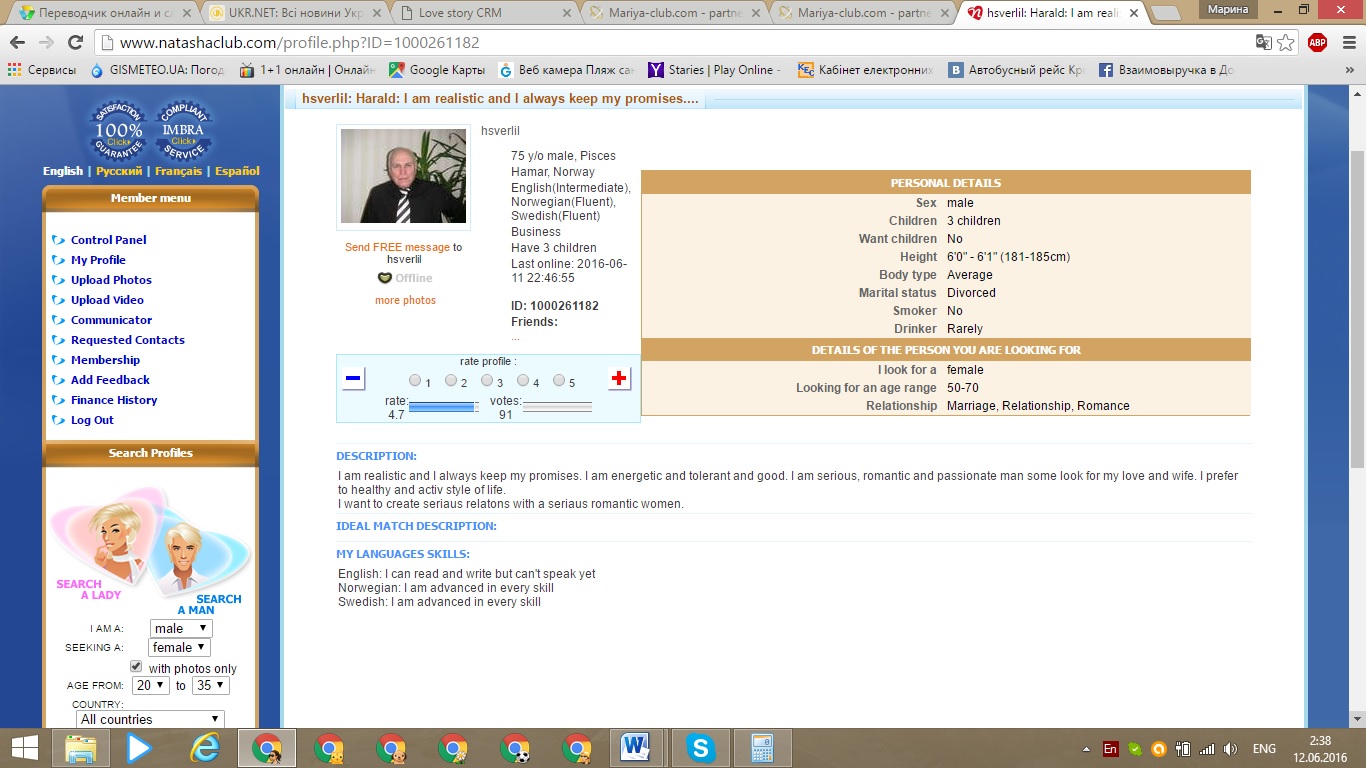 Переводчик онлайн и сл
UKR.NET: Всі новини Укр
Love story CRM
Mariya-club.com - partne
Mariya-club.com - partne
hsverlil: Harald: I am reali
Марина
www.natashaclub.com/profile.php?ID=1000261182
ABP
Сервисы
GISMETEO.UA: Погод
1+1 онлайн | Онлайн
Google Карты
Веб камера Пляж сан
Staries | Play Online -
Кабінет електронних
Автобусный рейс Кро
Взаимовыручка в До
»
SATISFACTION
100%
Click
GUARANTEE
COMPLIANT
IMBRA
Click
SERVICE
English | Русский | Français | Español
Member menu
Control Panel
My Profile
Upload Photos
Upload Video
Communicator
Requested Contacts
Membership
Add Feedback
Finance History
Log Out
Search Profiles
SEARCH
A LADY
SEARCH
A MAN
I AM A: male
SEEKING A: female
with photos only
AGE FROM: 20 to 35
COUNTRY:
All countries
hsverlil: Harald: I am realistic and I always keep my promises....
hsverlil
75 y/o male, Pisces
Hamar, Norway
English(Intermediate),
Norwegian(Fluent),
Swedish(Fluent)
Business
Have 3 children
Last online: 2016-06-
11 22:46:55
ID: 1000261182
Friends:
...
Send FREE message to
hsverlil
Offline
more photos
rate profile :
1 2 3 4 5
rate: votes:
4.7 91
PERSONAL DETAILS
Sex male
Children 3 children
Want children No
Height 6'0" - 6'1" (181-185cm)
Body type Average
Marital status Divorced
Smoker No
Drinker Rarely
DETAILS OF THE PERSON YOU ARE LOOKING FOR
I look for a female
Looking for an age range 50-70
Relationship Marriage, Relationship, Romance
DESCRIPTION:
I am realistic and I always keep my promises. I am energetic and tolerant and good. I am serious, romantic and passionate man some look for my love and wife. I prefer
to healthy and activ style of life.
I want to create seriaus relatons with a seriaus romantic women.
IDEAL MATCH DESCRIPTION:
MY LANGUAGES SKILLS:
English: I can read and write but can't speak yet
Norwegian: I am advanced in every skill
Swedish: I am advanced in every skill
En
ENG
2:38
12.06.2016